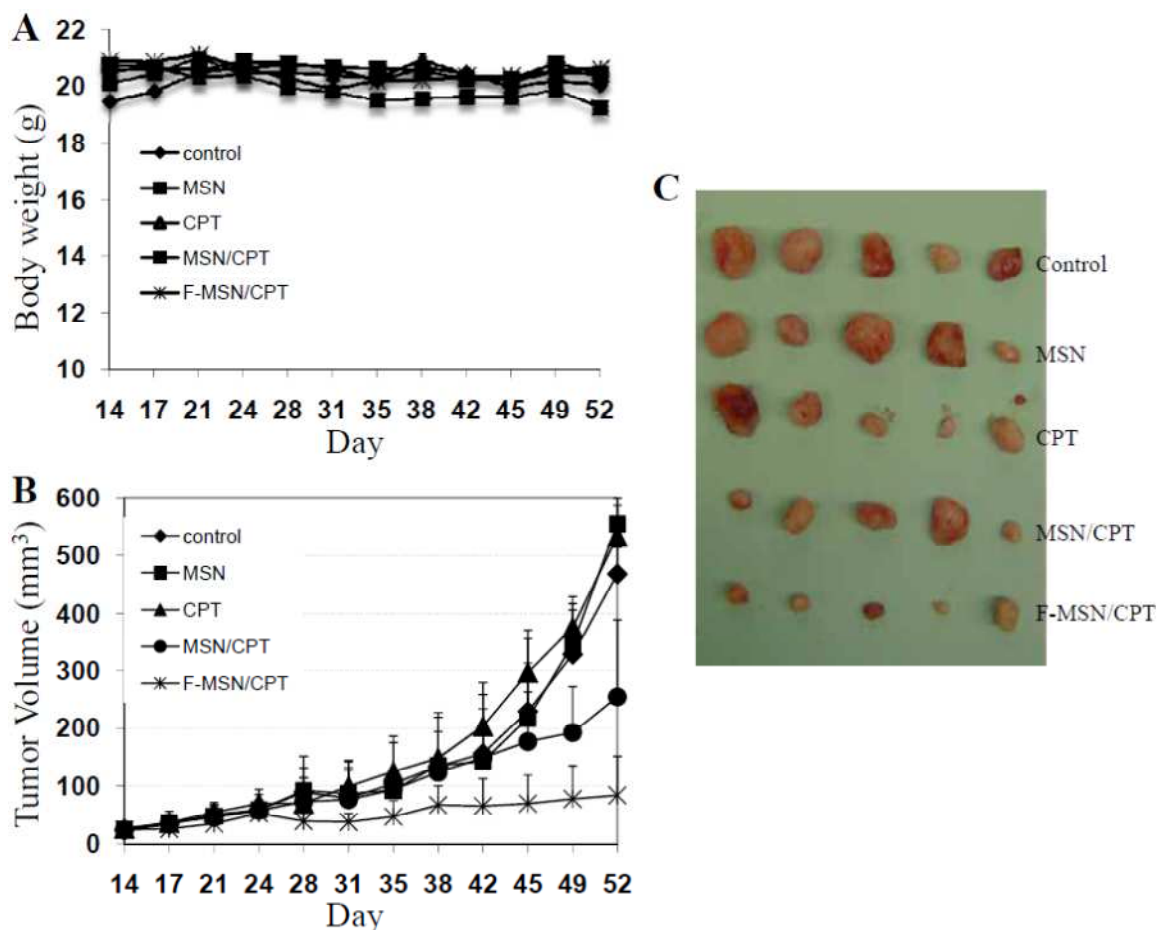 A
22
20
18
16
14
12
10
Body weight (g)
control
MSN
CPT
MSN/CPT
F-MSN/CPT
14 17 21 24 28 31 35 38 42 45 49 52
Day
B
600
500
400
300
200
100
0
Tumor Volume (mm³)
control
MSN
CPT
MSN/CPT
F-MSN/CPT
14 17 21 24 28 31 35 38 42 45 49 52
Day
C
Control
MSN
CPT
MSN/CPT
F-MSN/CPT